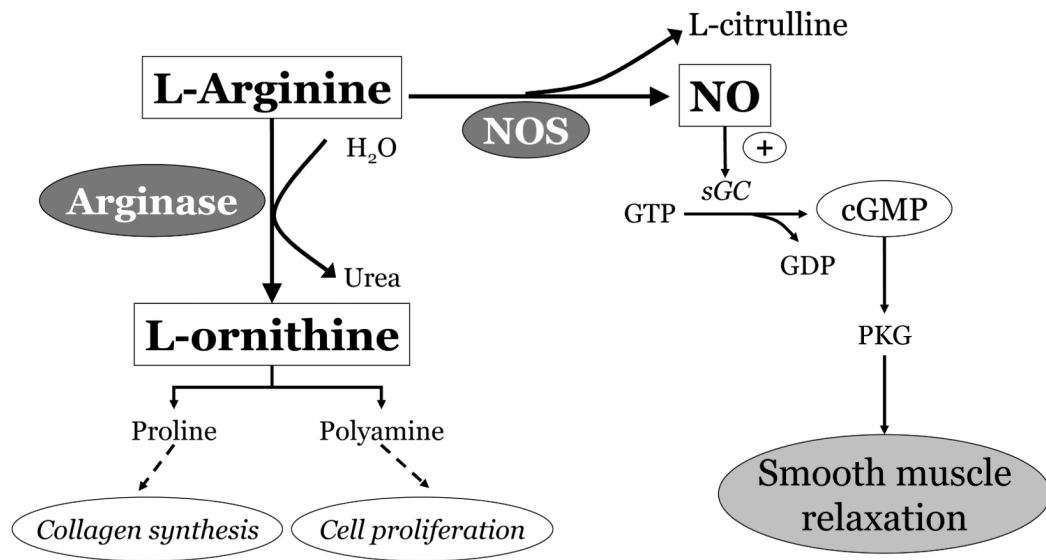 L-citrulline
L-Arginine
NO
NOS
H₂O
+
Arginase
sGC
GTP
cGMP
GDP
Urea
L-ornithine
PKG
Proline
Polyamine
Collagen synthesis
Cell proliferation
Smooth muscle
relaxation